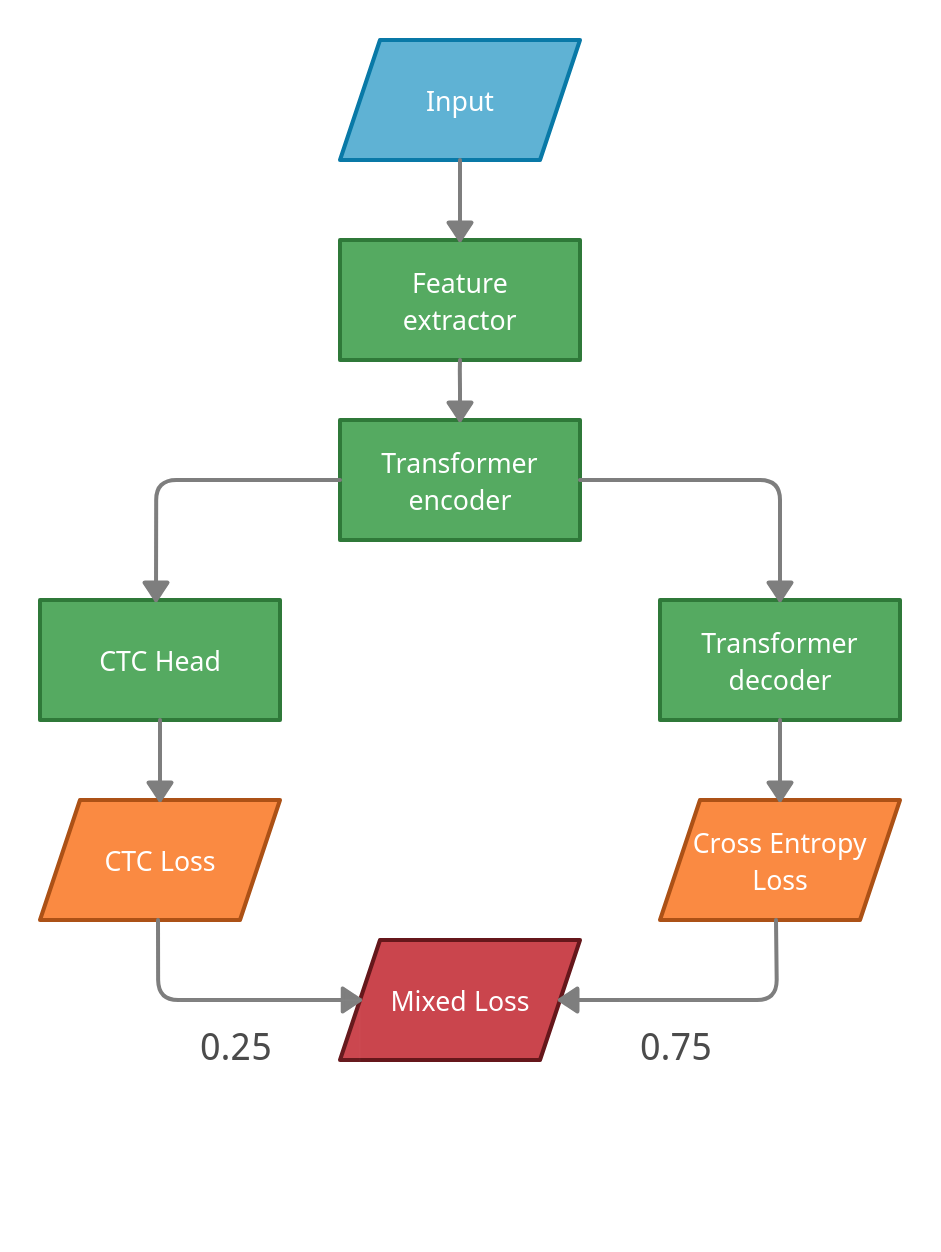 Input
Feature
extractor
Transformer
encoder
CTC Head
Transformer
decoder
CTC Loss
Cross Entropy
Loss
Mixed Loss
0.25
0.75